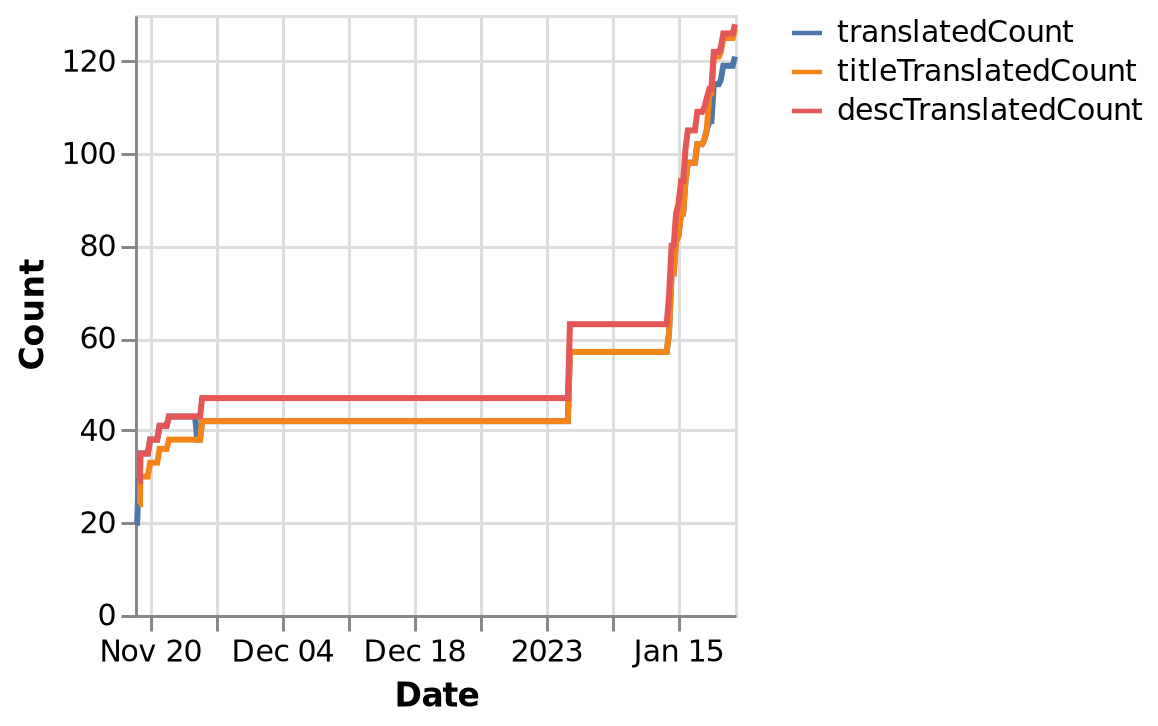 120
100
80
60
40
20
0
Count
Nov 20 Dec 04 Dec 18 2023 Jan 15
Date
translatedCount
titleTranslatedCount
descTranslatedCount